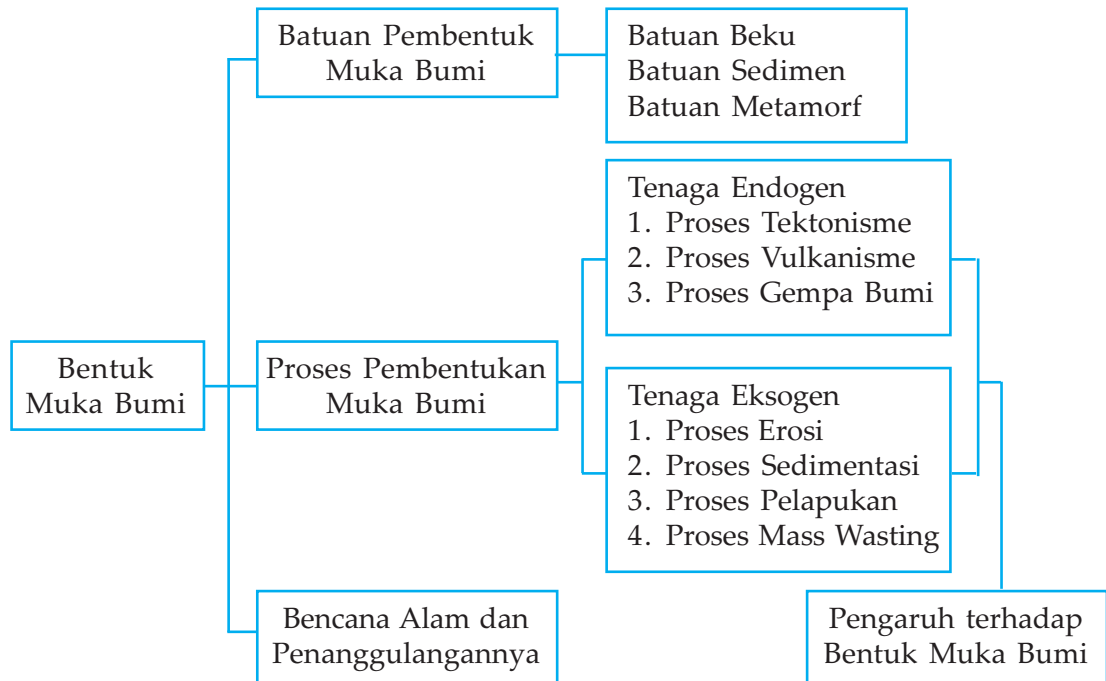 Batuan Pembentuk
Muka Bumi
Batuan Beku
Batuan Sedimen
Batuan Metamorf
Tenaga Endogen
1. Proses Tektonisme
2. Proses Vulkanisme
3. Proses Gempa Bumi
Bentuk
Muka Bumi
Proses Pembentukan
Muka Bumi
Tenaga Eksogen
1. Proses Erosi
2. Proses Sedimentasi
3. Proses Pelapukan
4. Proses Mass Wasting
Bencana Alam dan
Penanggulangannya
Pengaruh terhadap
Bentuk Muka Bumi